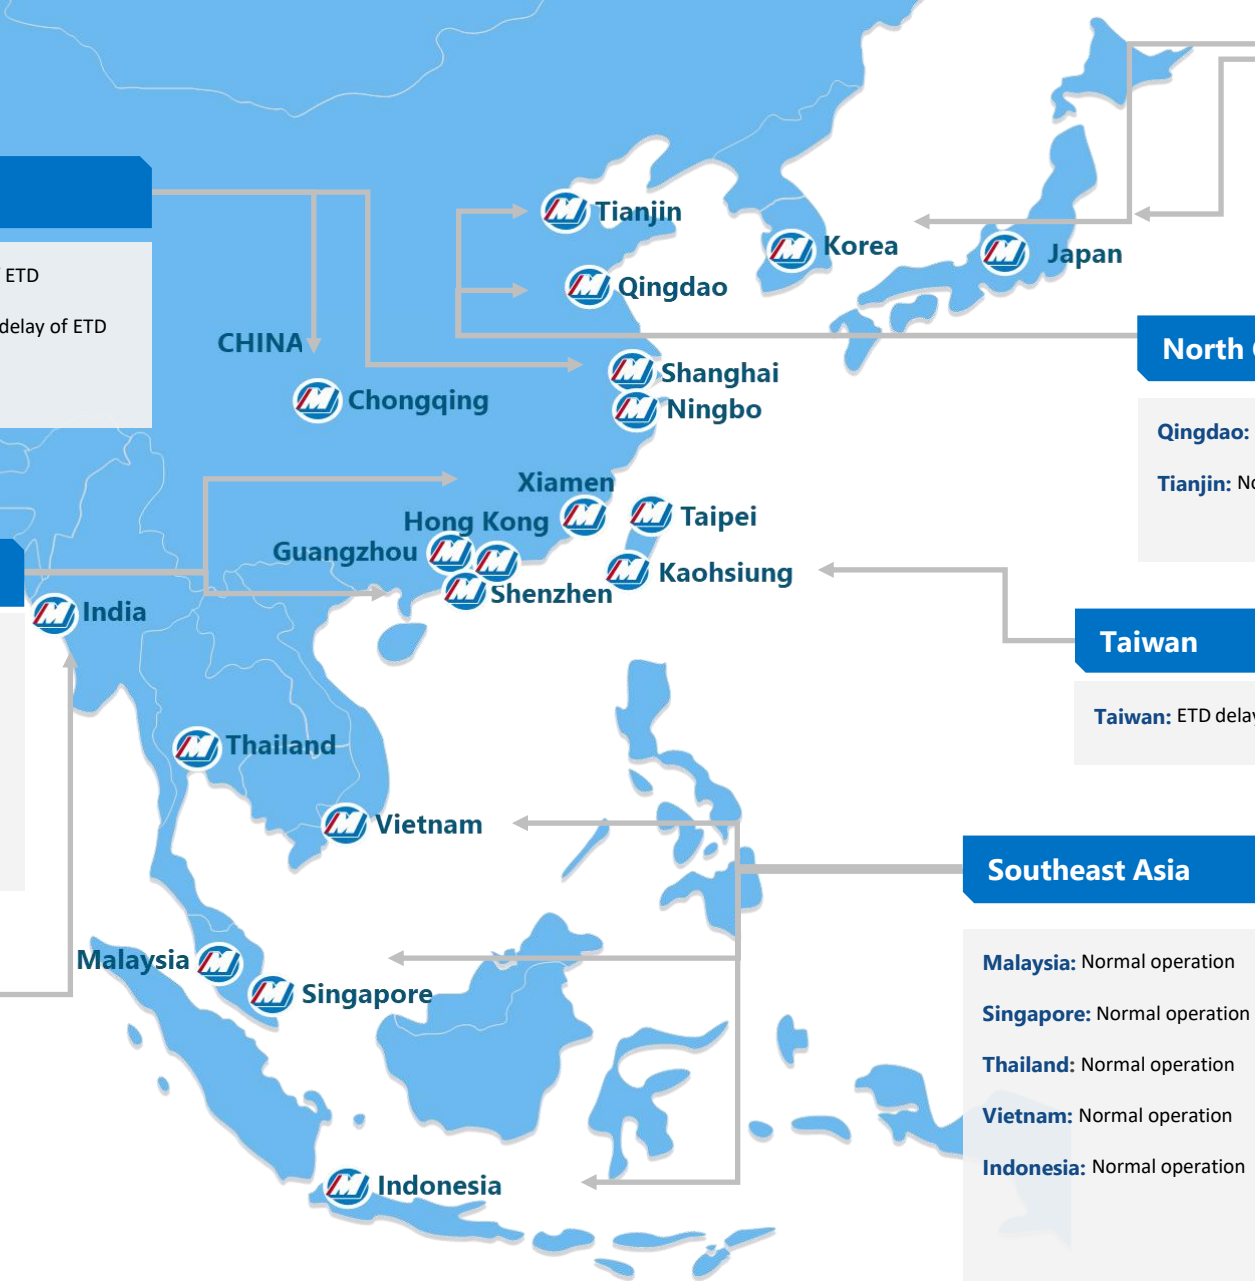 ETD
delay of ETD
Tianjin
Korea
Japan
Qingdao
CHINA
Shanghai
Chongqing
Ningbo
North
Qingdao:
Tianjin:
Xiamen
Hong Kong
Taipei
Guangzhou
Kaohsiung
Shenzhen
India
Taiwan
Taiwan: ETD delay
Thailand
Vietnam
Southeast Asia
Malaysia
Singapore
Malaysia: Normal operation
Singapore: Normal operation
Thailand: Normal operation
Vietnam: Normal operation
Indonesia: Normal operation
Indonesia